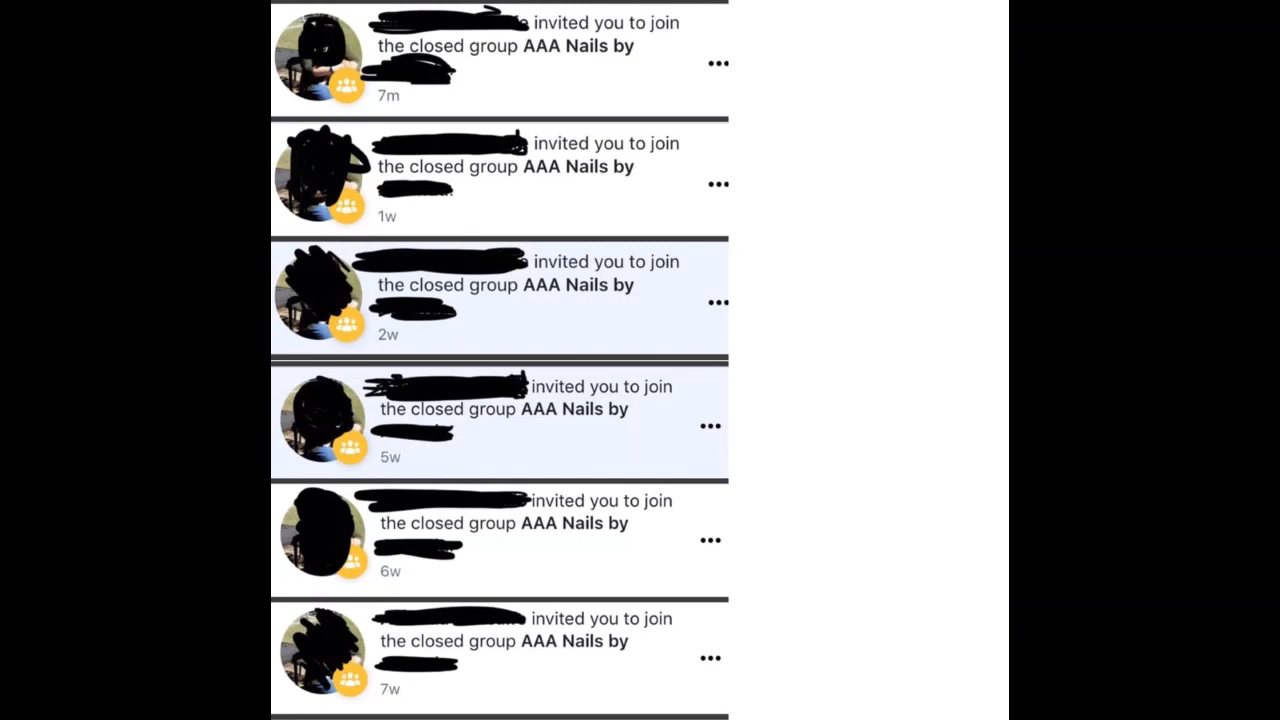 invited you to join
the closed group AAA Nails by
7m
invited you to join
the closed group AAA Nails by
1w
invited you to join
the closed group AAA Nails by
2w
invited you to join
the closed group AAA Nails by
5w
invited you to join
the closed group AAA Nails by
6w
invited you to join
the closed group AAA Nails by
7w